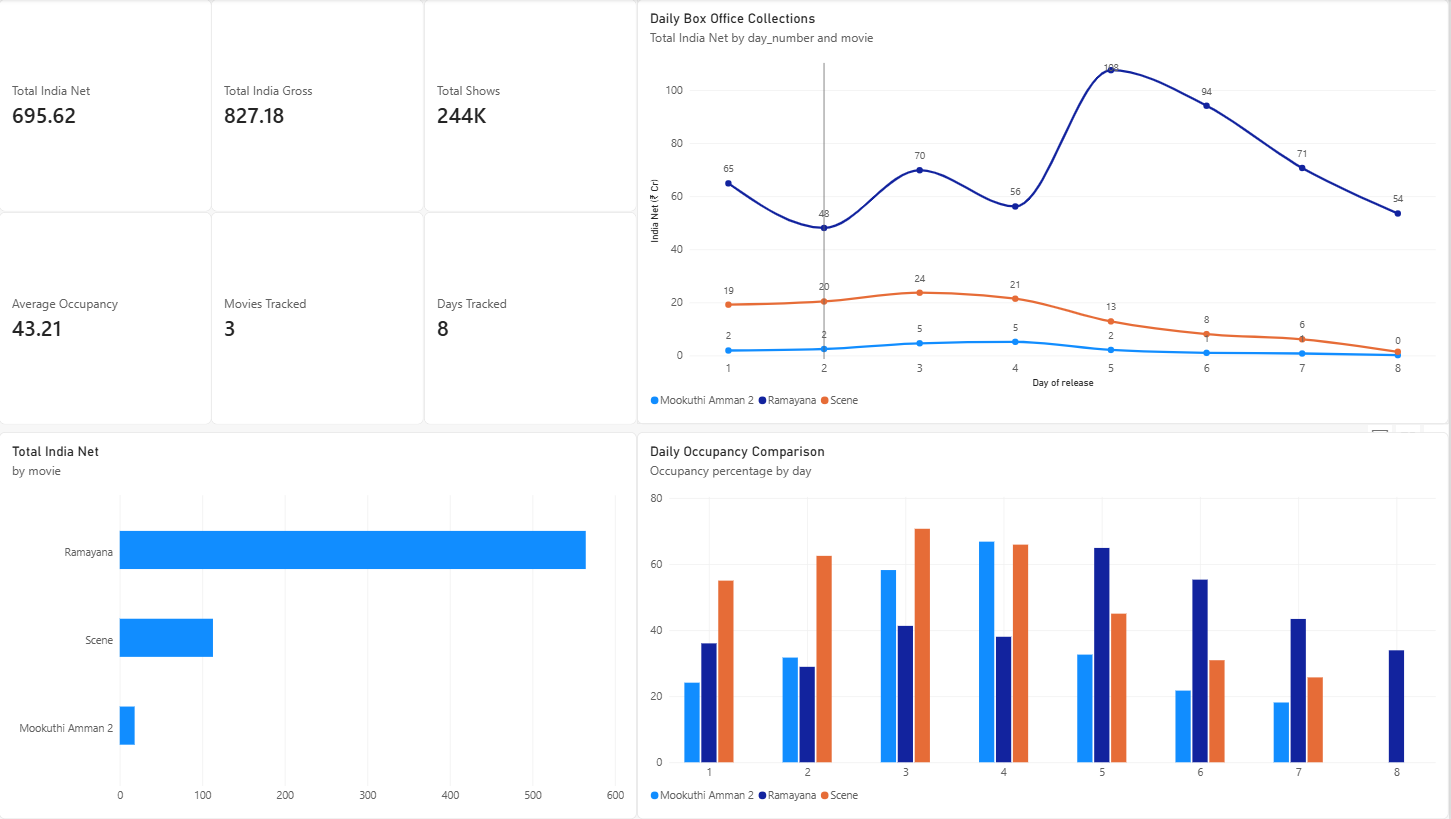 Total India Net
695.62
Total India Gross
827.18
Total Shows
244K
Average Occupancy
43.21
Movies Tracked
3
Days Tracked
8
Daily Box Office Collections
Total India Net by day_number and movie
India Net (₹ Cr)
100
80
60
40
20
0
65
48
70
56
108
94
71
54
19
20
24
21
13
8
6
2
2
5
5
2
1
0
1 2 3 4 5 6 7 8
Day of release
Mookuthi Amman 2 Ramayana Scene
Total India Net
by movie
Ramayana
Scene
Mookuthi Amman 2
0 100 200 300 400 500 600
Daily Occupancy Comparison
Occupancy percentage by day
80
60
40
20
0
1 2 3 4 5 6 7 8
Mookuthi Amman 2 Ramayana Scene